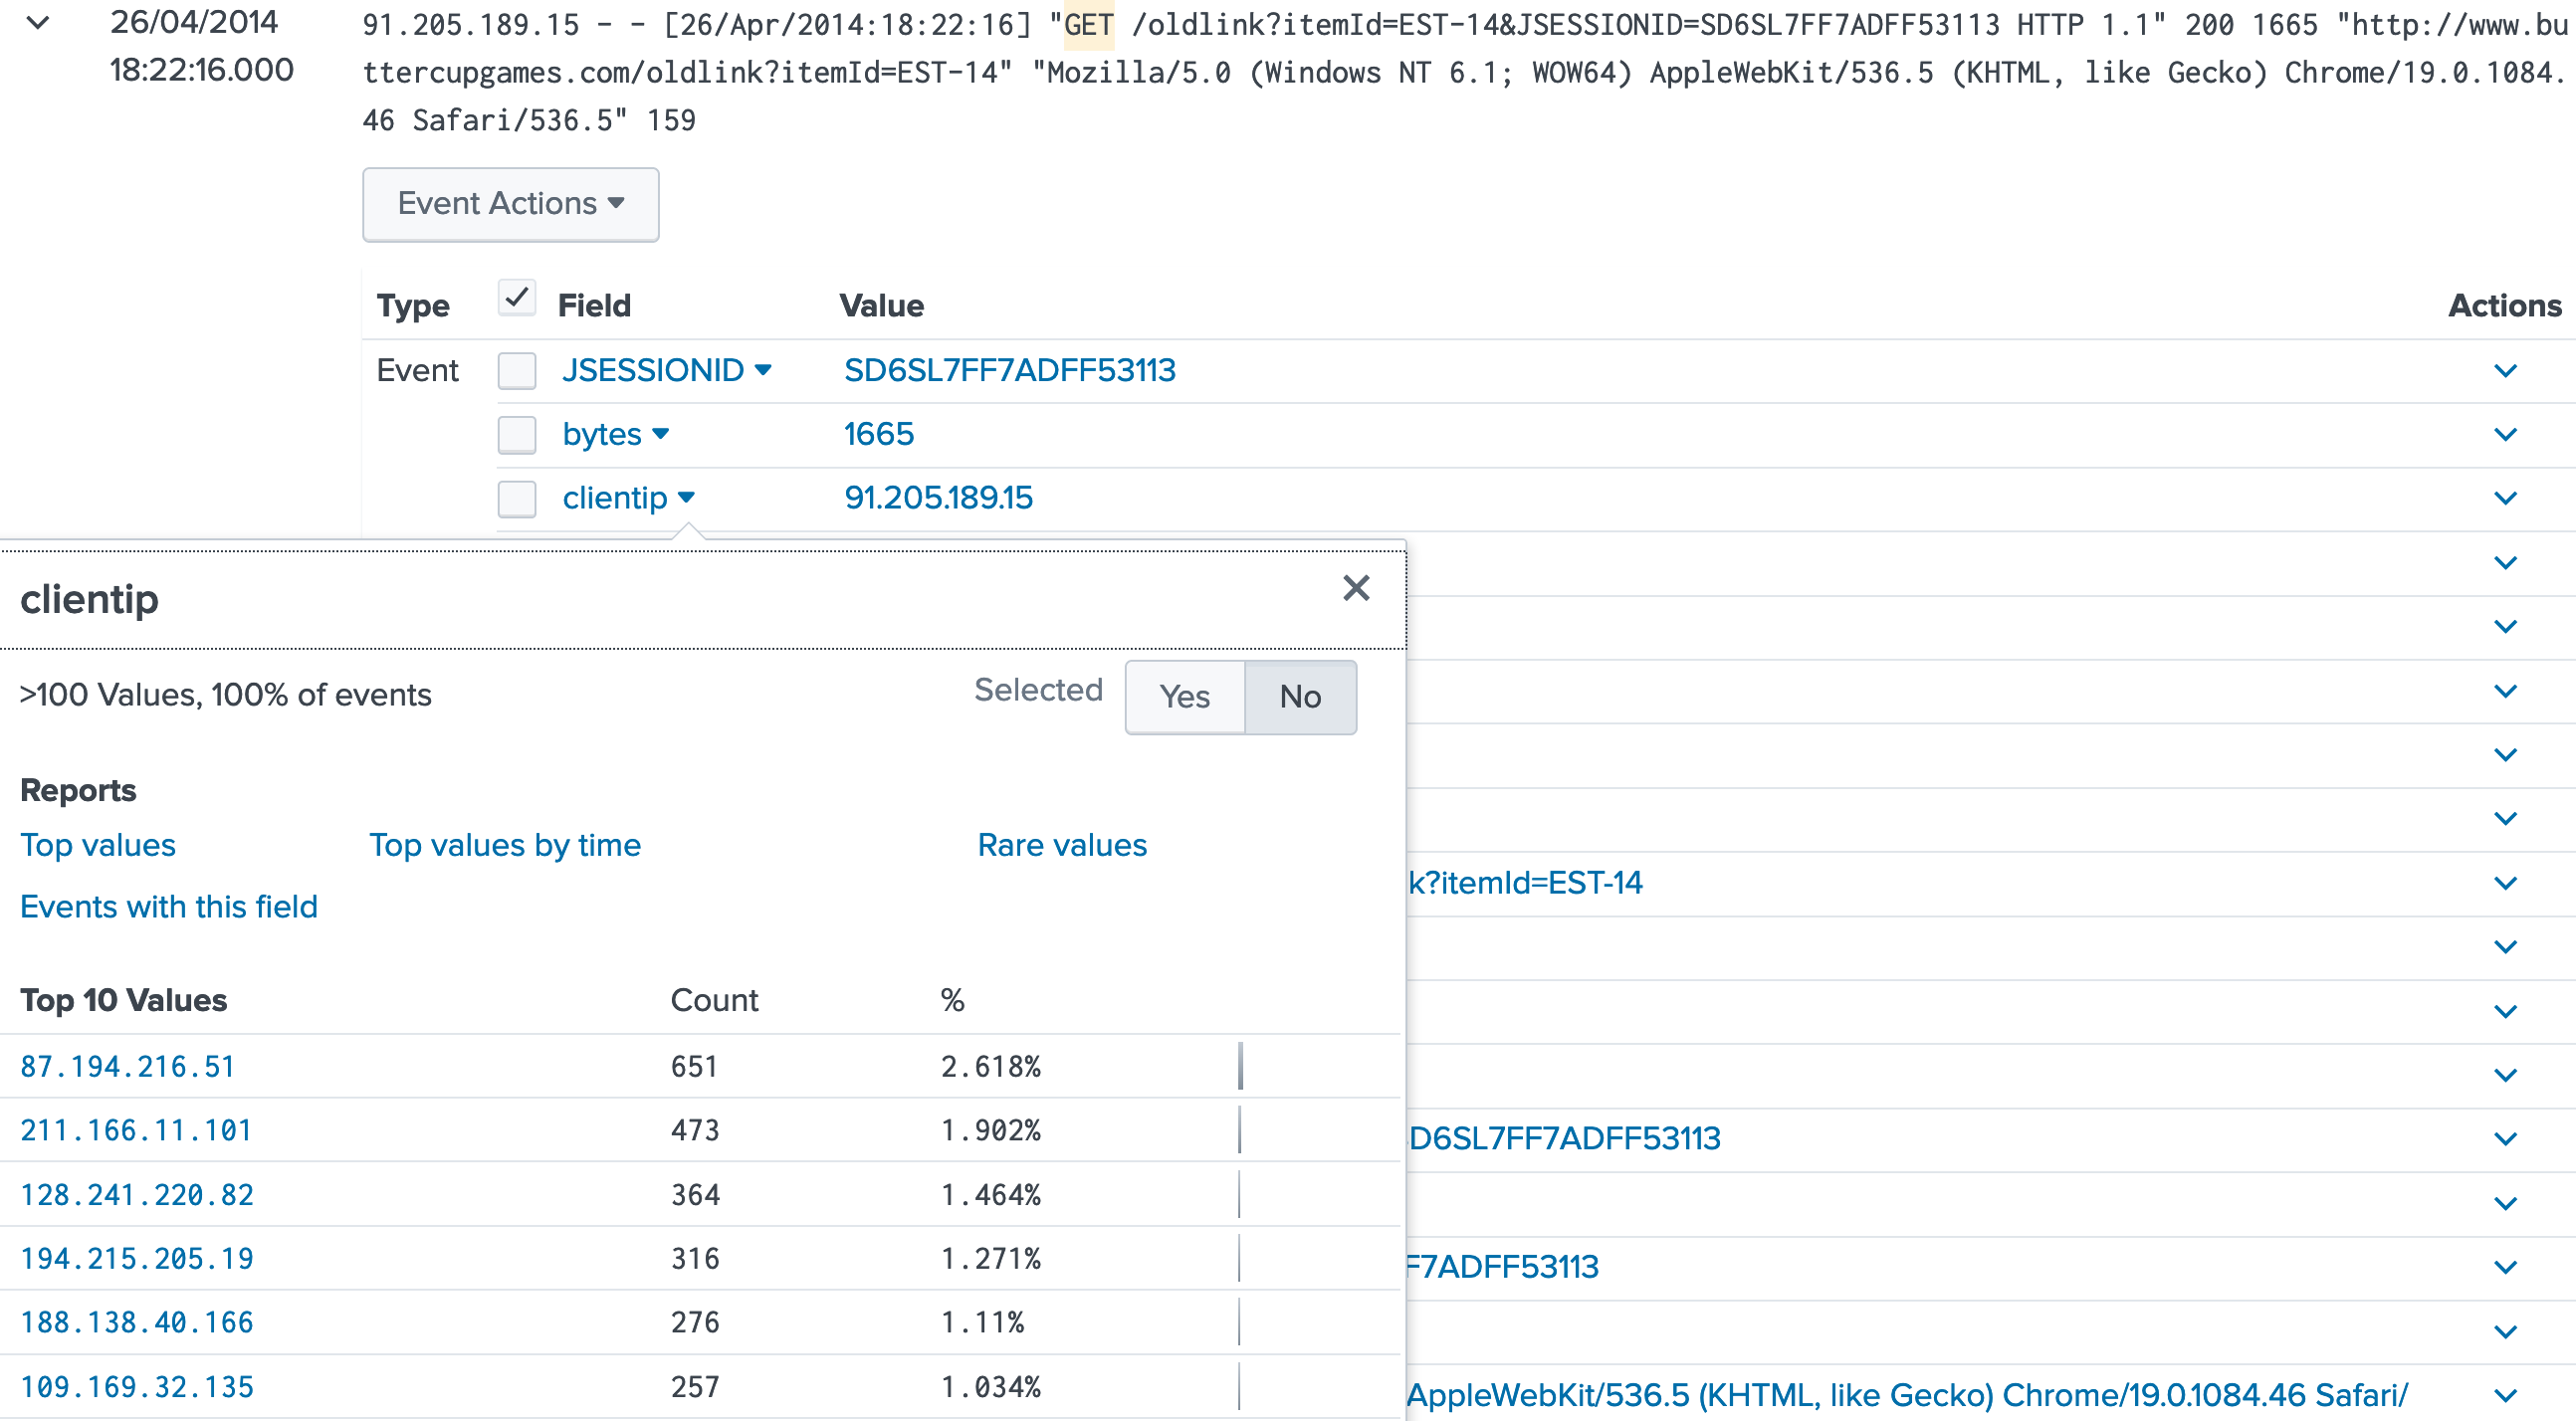 26/04/2014
18:22:16.000
91.205.189.15 - - [26/Apr/2014:18:22:16] "GET /oldlink?itemId=EST-14&JSESSIONID=SD6SL7FF7ADFF53113 HTTP 1.1" 200 1665 "http://www.bu
ttercupgames.com/oldlink?itemId=EST-14" "Mozilla/5.0 (Windows NT 6.1; WOW64) AppleWebKit/536.5 (KHTML, like Gecko) Chrome/19.0.1084.
46 Safari/536.5" 159
Event Actions
Type Field Value Actions
Event JSESSIONID SD6SL7FF7ADFF53113
bytes 1665
clientip 91.205.189.15
clientip
>100 Values, 100% of events Selected Yes No
Reports
Top values Top values by time Rare values
k?itemId=EST-14
Events with this field
Top 10 Values Count %
87.194.216.51 651 2.618%
211.166.11.101 473 1.902%
D6SL7FF7ADFF53113
128.241.220.82 364 1.464%
194.215.205.19 316 1.271%
F7ADFF53113
188.138.40.166 276 1.11%
109.169.32.135 257 1.034%
AppleWebKit/536.5 (KHTML, like Gecko) Chrome/19.0.1084.46 Safari/